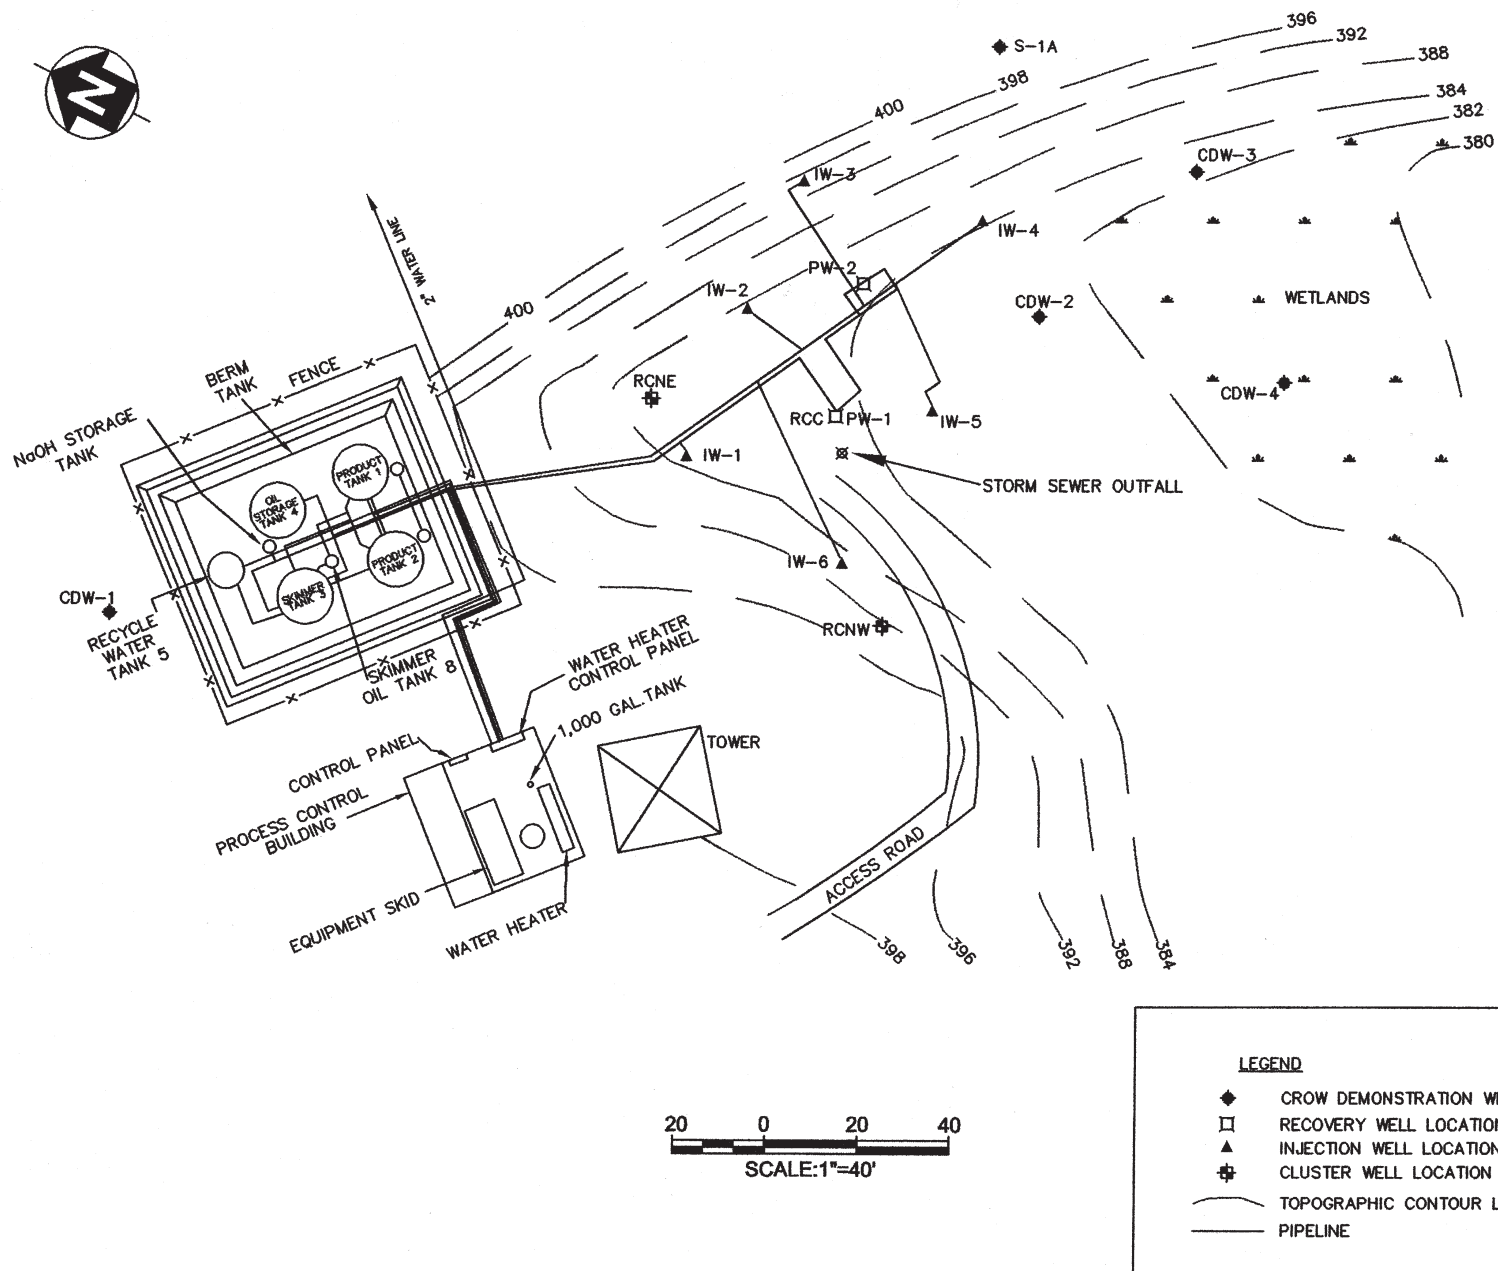 N
396
392
388
384
382
380
S-1A
398
400
CDW-3
IW-3
IW-4
2" WATER LINE
PW-2
IW-2
CDW-2
WETLANDS
400
BERM
TANK
FENCE
RCNE
CDW-4
NaOH STORAGE
TANK
RCC
PW-1
IW-5
IW-1
PRODUCT
TANK 1
OIL
STORAGE
TANK 4
STORM SEWER OUTFALL
PRODUCT
TANK 2
SKIMMER
TANK 3
IW-6
CDW-1
RECYCLE
WATER
TANK 5
RCNW
SKIMMER
OIL TANK 8
WATER HEATER
CONTROL PANEL
1,000 GAL.TANK
TOWER
CONTROL PANEL
PROCESS CONTROL
BUILDING
ACCESS ROAD
EQUIPMENT SKID
WATER HEATER
398
396
392
388
384
20 0 20 40
SCALE:1"=40'
LEGEND
CROW DEMONSTRATION
RECOVERY WELL LOCATION
INJECTION WELL LOCATION
CLUSTER WELL LOCATION
TOPOGRAPHIC CONTOUR
PIPELINE